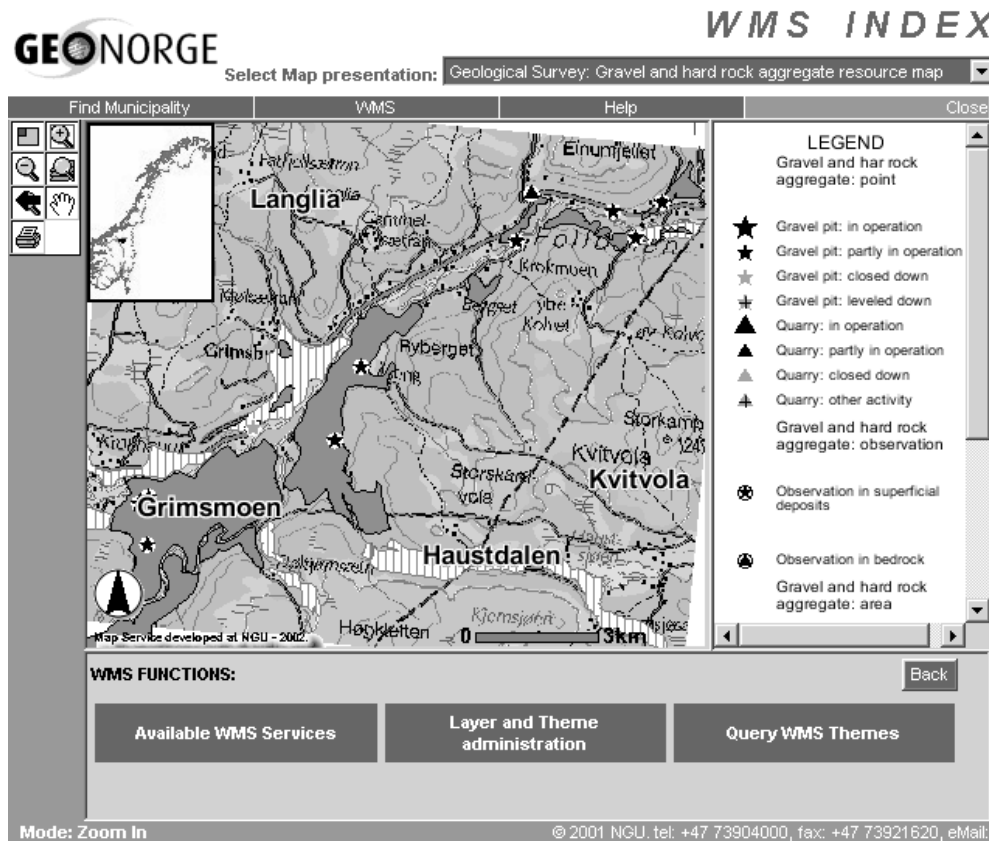 WMS INDEX
GEONORGE
Select Map presentation: Geological Survey: Gravel and hard rock aggregate resource map
Find Municipality WMS Help Close
LEGEND
Gravel and har rock
aggregate: point
Gravel pit: in operation
Gravel pit: partly in operation
Gravel pit: closed down
Gravel pit: leveled down
Quarry: in operation
Quarry: partly in operation
Quarry: closed down
Quarry: other activity
Gravel and hard rock
aggregate: observation
Observation in superficial
deposits
Observation in bedrock
Gravel and hard rock
aggregate: area
Einumfjellet
Langlia
Krokmoen
Kolvet
Ryberget
Storkamp
Kvitvola
Kvitvola
Storskar
vola
Grimsmoen
Haustdalen
Kjemsjøen
0 3km
Map Service developed at NGU - 2002.
WMS FUNCTIONS:
Back
Available WMS Services
Layer and Theme
administration
Query WMS Themes
Mode: Zoom In
© 2001 NGU. tel: +47 73904000, fax: +47 73921620, eMail: